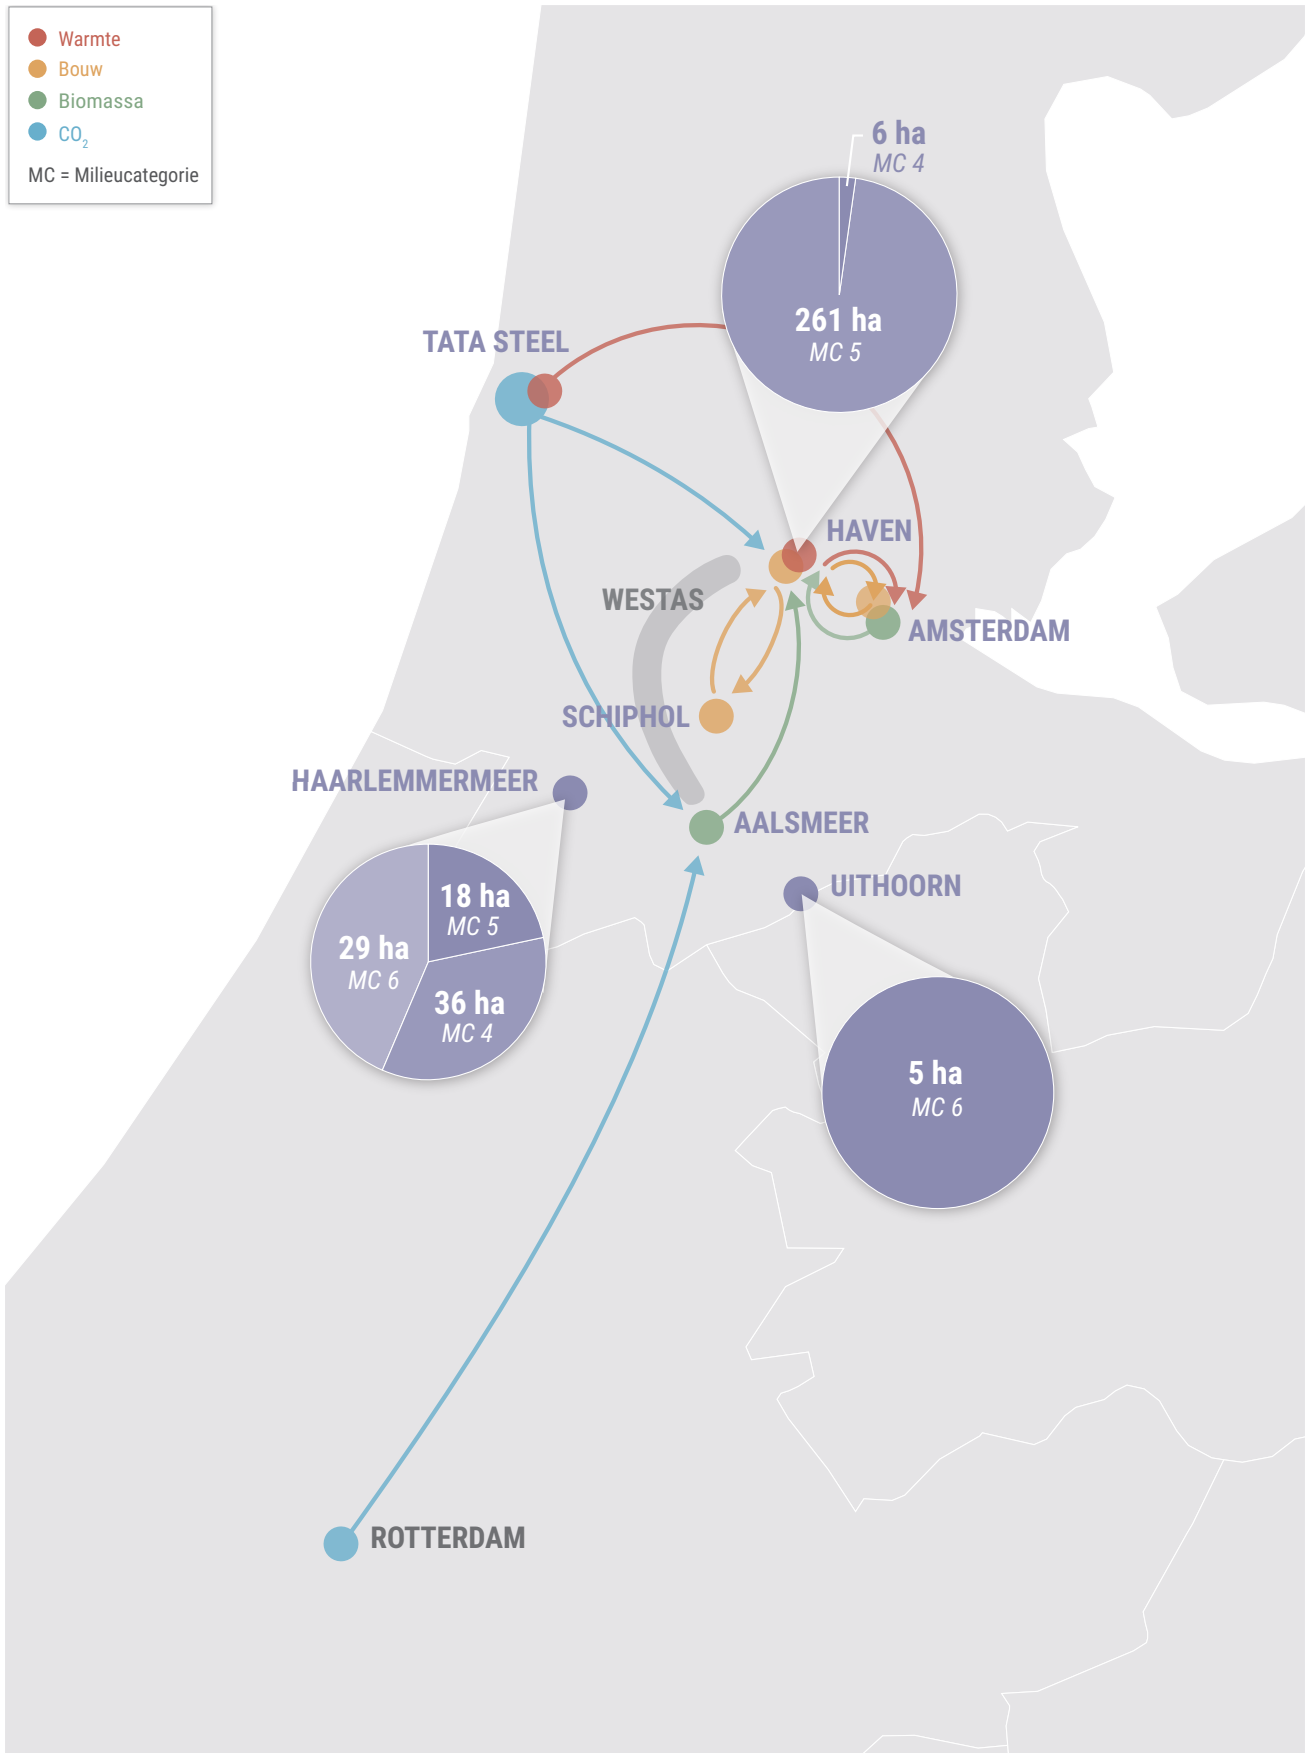 Warmte
Bouw
Biomassa
CO₂
MC = Milieucategorie
6 ha
MC 4
261 ha
MC 5
TATA STEEL
HAVEN
WESTAS
AMSTERDAM
SCHIPHOL
HAARLEMMERMEER
AALSMEER
UITHOORN
18 ha
MC 5
29 ha
MC 6
36 ha
MC 4
5 ha
MC 6
ROTTERDAM